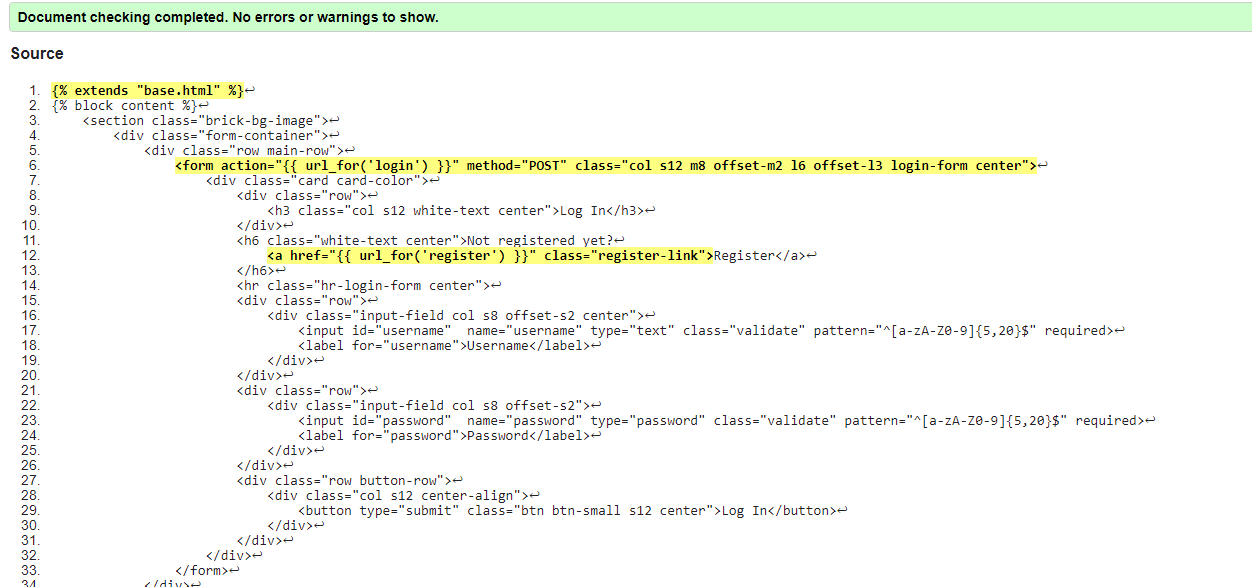 Document checking completed. No errors or warnings to show.
Source
1. {% extends "base.html" %}↩
2. {% block content %}↩
3.     <section class="brick-bg-image">↩
4.         <div class="form-container">↩
5.             <div class="row main-row">↩
6.                 <form action="{{ url_for('login') }}" method="POST" class="col s12 m8 offset-m2 l6 offset-l3 login-form center">↩
7.                     <div class="card card-color">↩
8.                         <div class="row">↩
9.                             <h3 class="col s12 white-text center">Log In</h3>↩
10.                         </div>↩
11.                         <h6 class="white-text center">Not registered yet?↩
12.                             <a href="{{ url_for('register') }}" class="register-link">Register</a>↩
13.                         </h6>↩
14.                         <hr class="hr-login-form center">↩
15.                         <div class="row">↩
16.                             <div class="input-field col s8 offset-s2 center">↩
17.                                 <input id="username"  name="username" type="text" class="validate" pattern="^[a-zA-Z0-9]{5,20}$" required>↩
18.                                 <label for="username">Username</label>↩
19.                             </div>↩
20.                         </div>↩
21.                         <div class="row">↩
22.                             <div class="input-field col s8 offset-s2">↩
23.                                 <input id="password"  name="password" type="password" class="validate" pattern="^[a-zA-Z0-9]{5,20}$" required>↩
24.                                 <label for="password">Password</label>↩
25.                             </div>↩
26.                         </div>↩
27.                         <div class="row button-row">↩
28.                             <div class="col s12 center-align">↩
29.                                 <button type="submit" class="btn btn-small s12 center">Log In</button>↩
30.                             </div>↩
31.                         </div>↩
32.                     </div>↩
33.                 </form>↩
34.             </div>↩